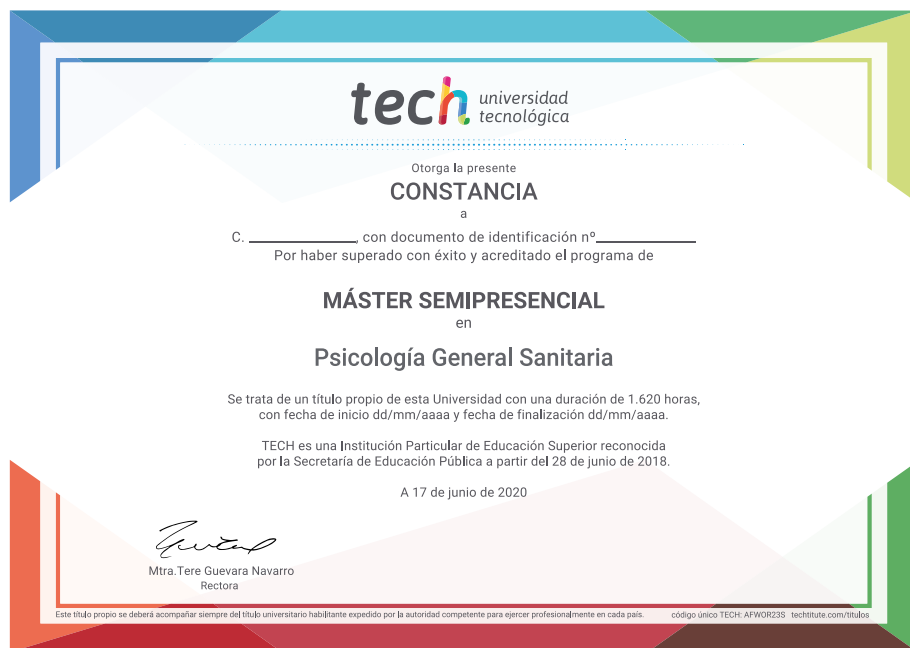 tech universidad
tecnológica
Otorga la presente
CONSTANCIA
a
C. ____________, con documento de identificación nº____________
Por haber superado con éxito y acreditado el programa de
MÁSTER SEMIPRESENCIAL
en
Psicología General Sanitaria
Se trata de un título propio de esta Universidad con una duración de 1.620 horas,
con fecha de inicio dd/mm/aaaa y fecha de finalización dd/mm/aaaa.
TECH es una Institución Particular de Educación Superior reconocida
por la Secretaría de Educación Pública a partir del 28 de junio de 2018.
A 17 de junio de 2020
Mtra.Tere Guevara Navarro
Rectora
Este título propio se deberá acompañar siempre del título universitario habilitante expedido por la autoridad competente para ejercer profesionalmente en cada país. código único TECH: AFWOR23S techtitute.com/titulos